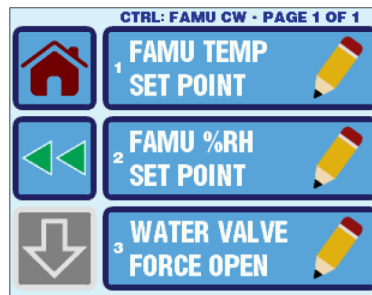 CTRL: FAMU CW - PAGE 1 OF 1
1 FAMU TEMP
SET POINT
2 FAMU %RH
SET POINT
3 WATER VALVE
FORCE OPEN